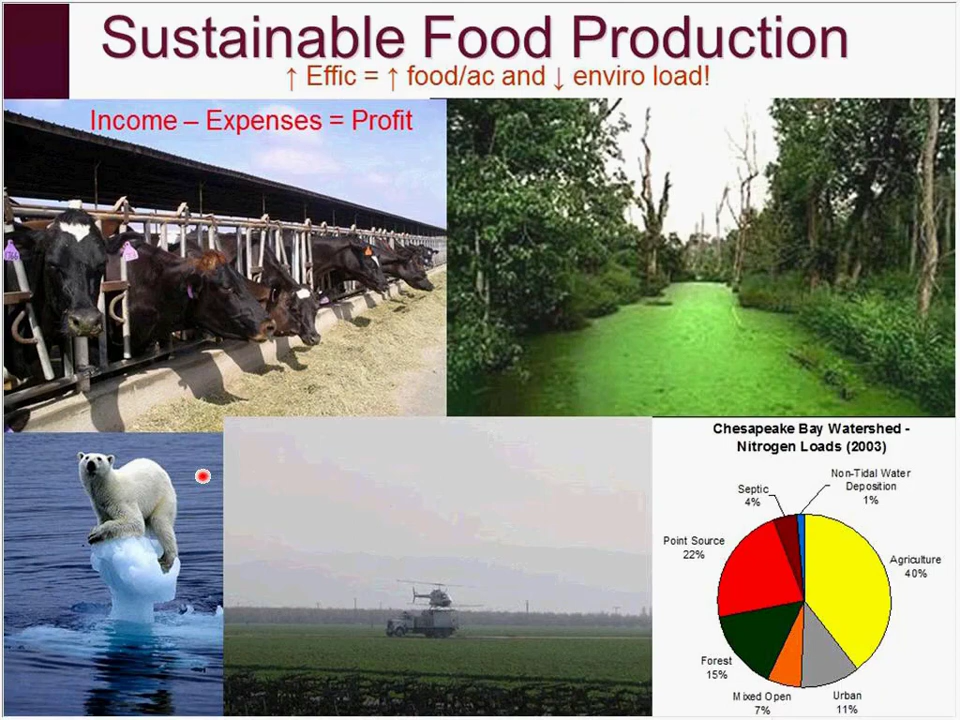 Sustainable Food Production
↑ Effic = ↑ food/ac and ↓ enviro load!
Income – Expenses = Profit
Chesapeake Bay Watershed -
Nitrogen Loads (2003)
Non-Tidal Water
Deposition
1%
Septic
4%
Point Source
22%
Agriculture
40%
Forest
15%
Mixed Open
7%
Urban
11%